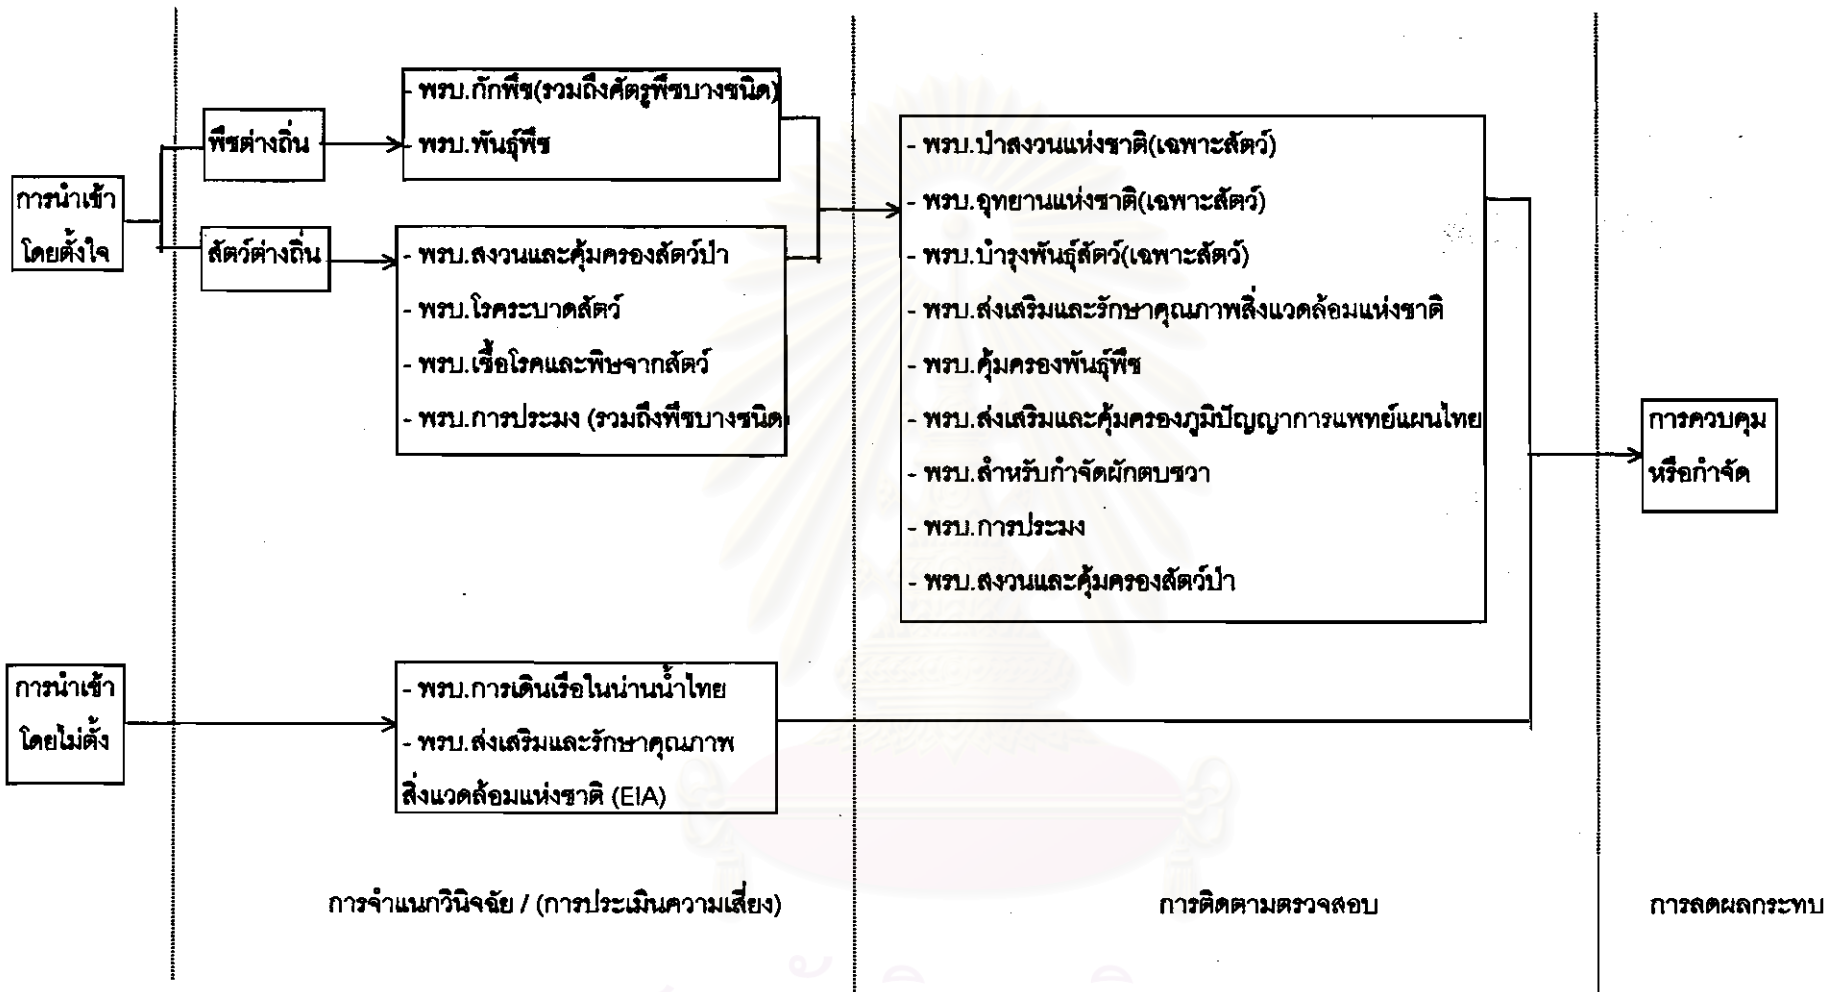 การนำเข้า
โดยตั้งใจ
พืชต่างถิ่น
สัตว์ต่างถิ่น
- พรบ.กักพืช(รวมถึงศัตรูพืชบางชนิด)
- พรบ.พันธุ์พืช
- พรบ.สงวนและคุ้มครองสัตว์ป่า
- พรบ.โรคระบาดสัตว์
- พรบ.เชื้อโรคและพิษจากสัตว์
- พรบ.การประมง (รวมถึงพืชบางชนิด)
- พรบ.ป่าสงวนแห่งชาติ(เฉพาะสัตว์)
- พรบ.อุทยานแห่งชาติ(เฉพาะสัตว์)
- พรบ.บำรุงพันธุ์สัตว์(เฉพาะสัตว์)
- พรบ.ส่งเสริมและรักษาคุณภาพสิ่งแวดล้อมแห่งชาติ
- พรบ.คุ้มครองพันธุ์พืช
- พรบ.ส่งเสริมและคุ้มครองภูมิปัญญาการแพทย์แผนไทย
- พรบ.สำหรับกำจัดผักตบชวา
- พรบ.การประมง
- พรบ.สงวนและคุ้มครองสัตว์ป่า
การควบคุม
หรือกำจัด
การนำเข้า
โดยไม่ตั้ง
- พรบ.การเดินเรือในน่านน้ำไทย
- พรบ.ส่งเสริมและรักษาคุณภาพ
สิ่งแวดล้อมแห่งชาติ (EIA)
การจำแนกวินิจฉัย / (การประเมินความเสี่ยง)
การติดตามตรวจสอบ
การลดผลกระทบ